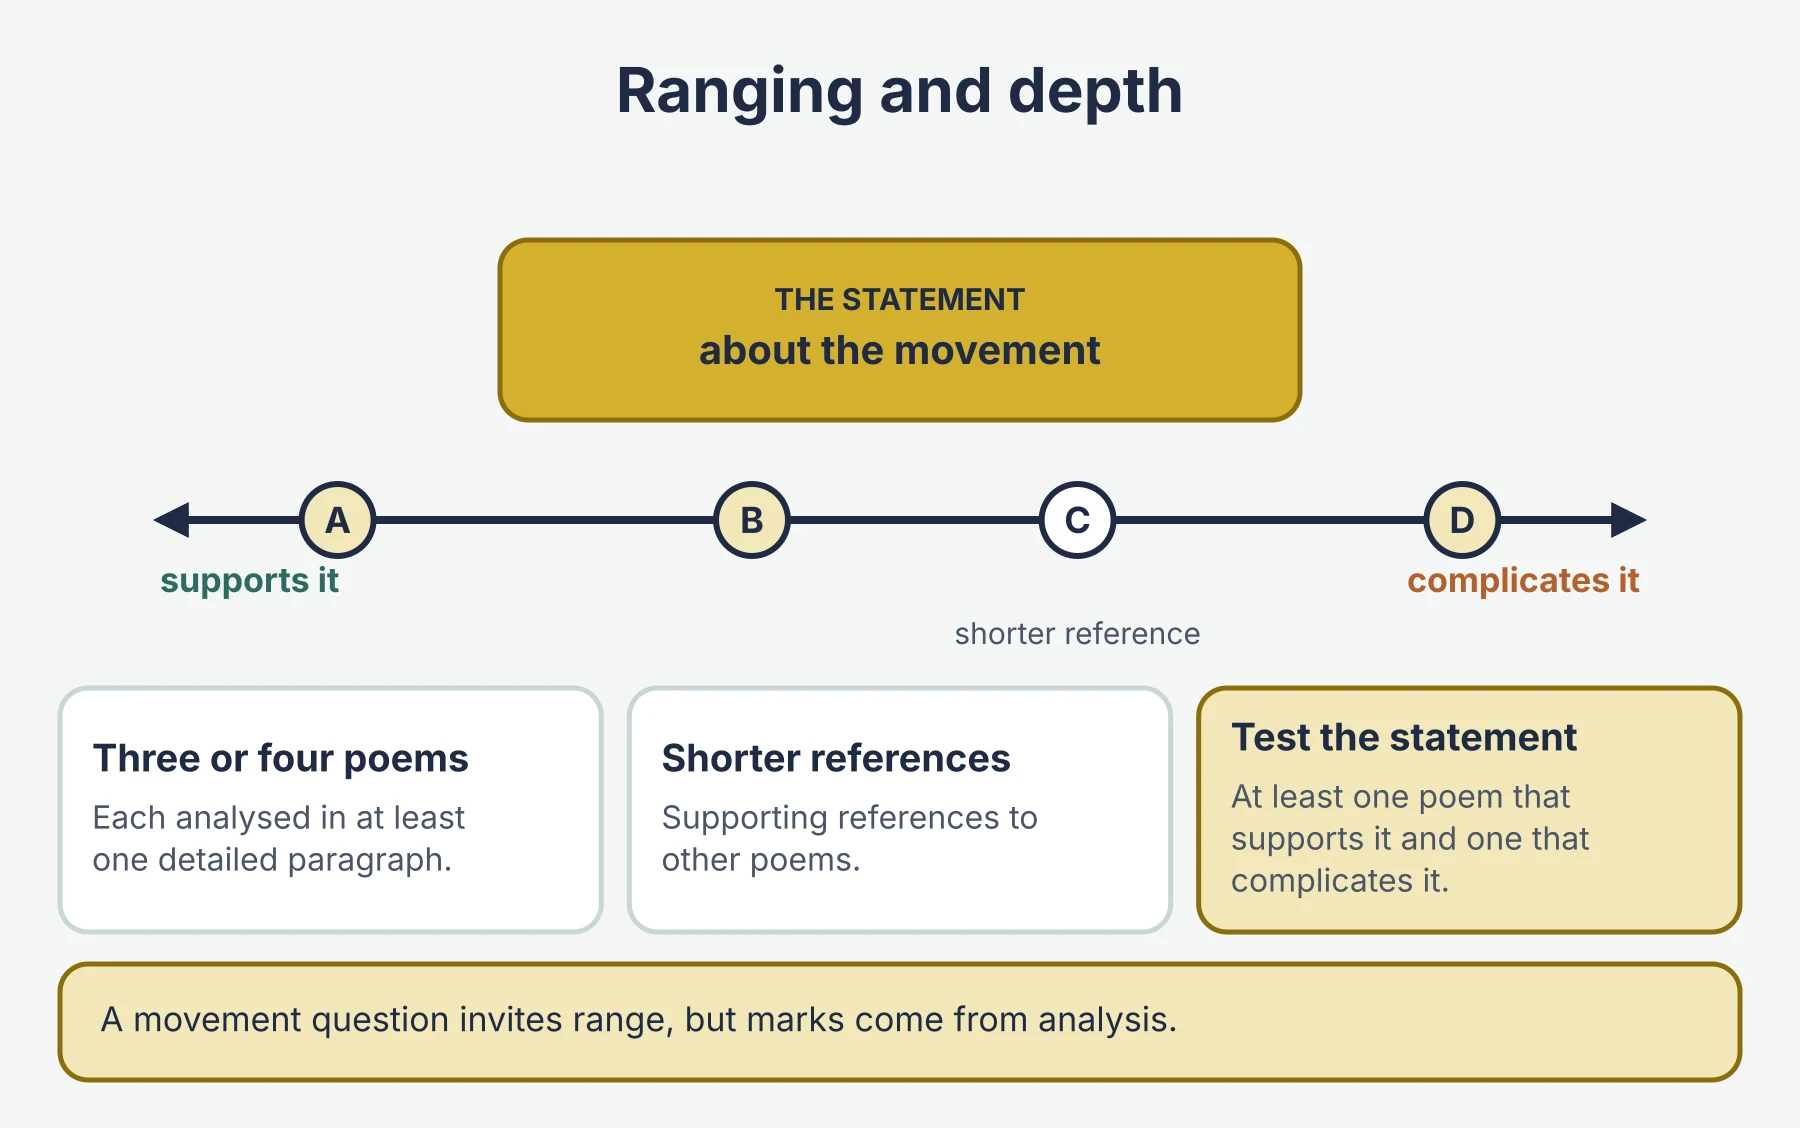 Ranging and depth
THE STATEMENT
about the movement
A
B
C
D
supports it
complicates it
shorter reference
Three or four poems
Each analysed in at least
one detailed paragraph.
Shorter references
Supporting references to
other poems.
Test the statement
At least one poem that
supports it and one that
complicates it.
A movement question invites range, but marks come from analysis.